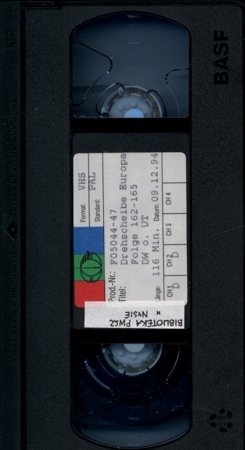 BASF
Format: VHS
Standard: PAL
Prod-Nr.: F05044-47
Titel: Drehscheibe Europa
Folge 162-165
DW o. UT
Länge: 116 Min. Datum: 09.12.94
CH 1 D CH 2 D CH 3 CH 4
BIBLIOTEKA PWSZ
W NYSIE